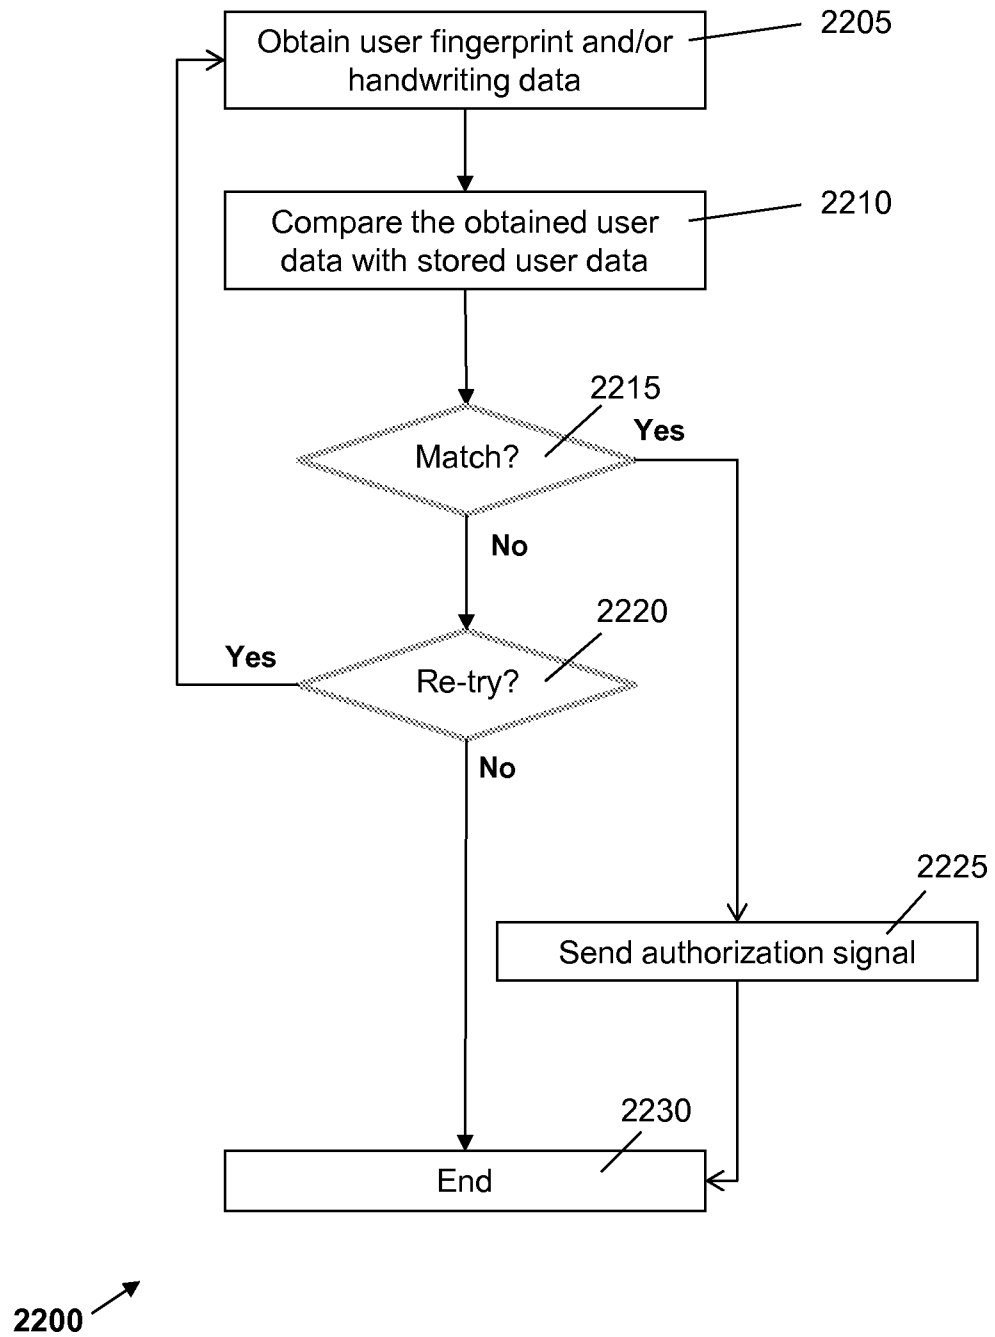 2205
Obtain user fingerprint and/or
handwriting data
2210
Compare the obtained user
data with stored user data
2215
Yes
Match?
No
2220
Yes
Re-try?
No
2225
Send authorization signal
2230
End
2200